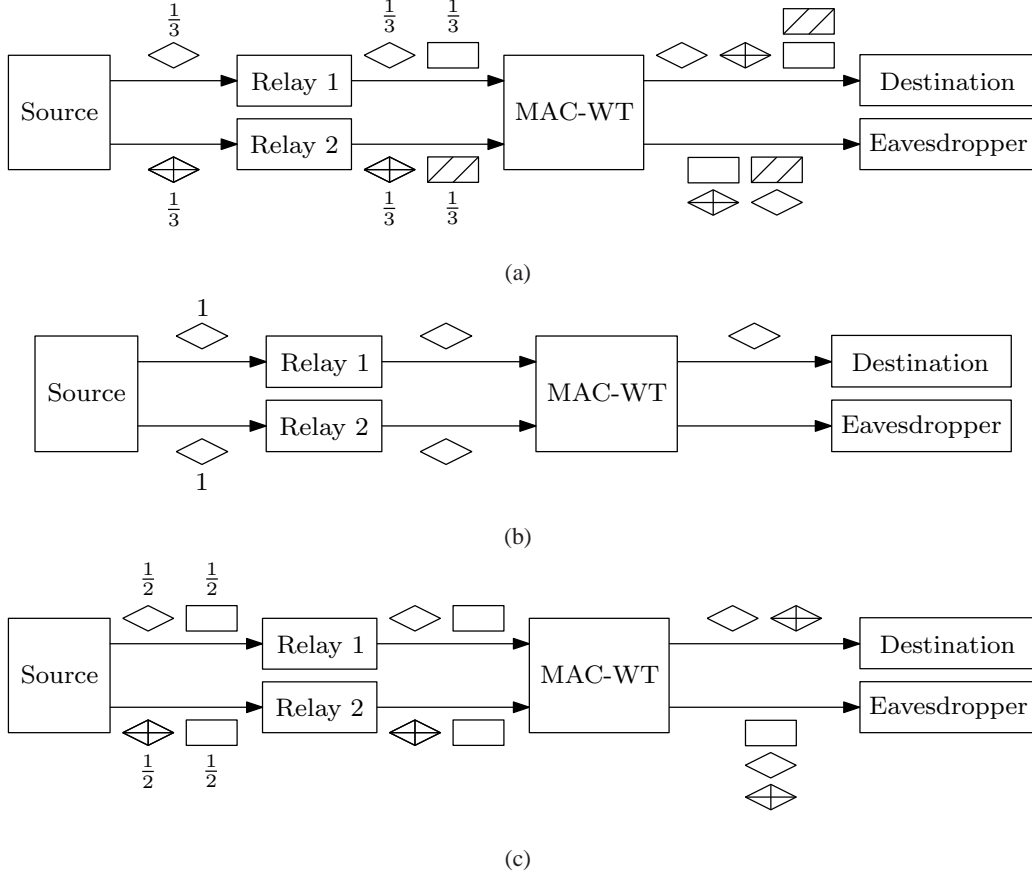 1/3 1/3 1/3
Source Relay 1 MAC-WT Destination
Relay 2 Eavesdropper
1/3 1/3 1/3
(a)
1
Source Relay 1 MAC-WT Destination
Relay 2 Eavesdropper
1
(b)
1/2 1/2
Source Relay 1 MAC-WT Destination
Relay 2 Eavesdropper
1/2 1/2
(c)